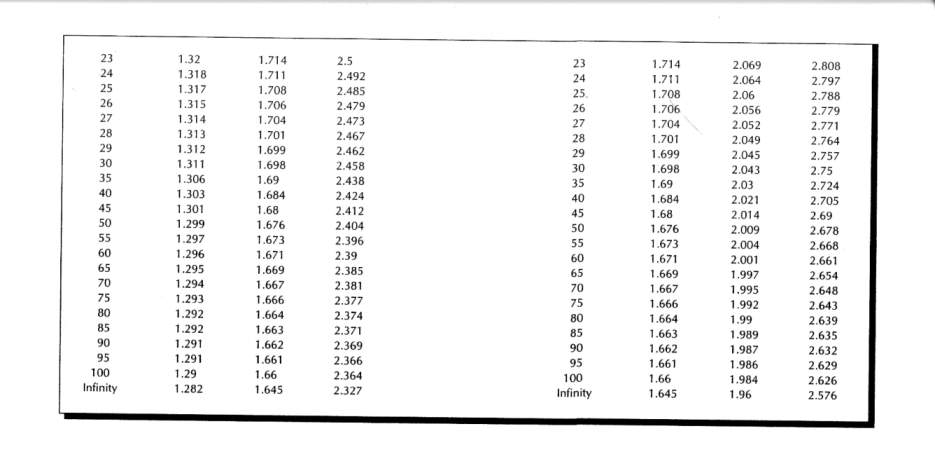 23 1.32 1.714 2.5
24 1.318 1.711 2.492
25 1.317 1.708 2.485
26 1.315 1.706 2.479
27 1.314 1.704 2.473
28 1.313 1.701 2.467
29 1.312 1.699 2.462
30 1.311 1.698 2.458
35 1.306 1.69 2.438
40 1.303 1.684 2.424
45 1.301 1.68 2.412
50 1.299 1.676 2.404
55 1.297 1.673 2.396
60 1.296 1.671 2.39
65 1.295 1.669 2.385
70 1.294 1.667 2.381
75 1.293 1.666 2.377
80 1.292 1.664 2.374
85 1.292 1.663 2.371
90 1.291 1.662 2.369
95 1.291 1.661 2.366
100 1.29 1.66 2.364
Infinity 1.282 1.645 2.327
23 1.714 2.069 2.808
24 1.711 2.064 2.797
25 1.708 2.06 2.788
26 1.706 2.056 2.779
27 1.704 2.052 2.771
28 1.701 2.049 2.764
29 1.699 2.045 2.757
30 1.698 2.043 2.75
35 1.69 2.03 2.724
40 1.684 2.021 2.705
45 1.68 2.014 2.69
50 1.676 2.009 2.678
55 1.673 2.004 2.668
60 1.671 2.001 2.661
65 1.669 1.997 2.654
70 1.667 1.995 2.648
75 1.666 1.992 2.643
80 1.664 1.99 2.639
85 1.663 1.989 2.635
90 1.662 1.987 2.632
95 1.661 1.986 2.629
100 1.66 1.984 2.626
Infinity 1.645 1.96 2.576